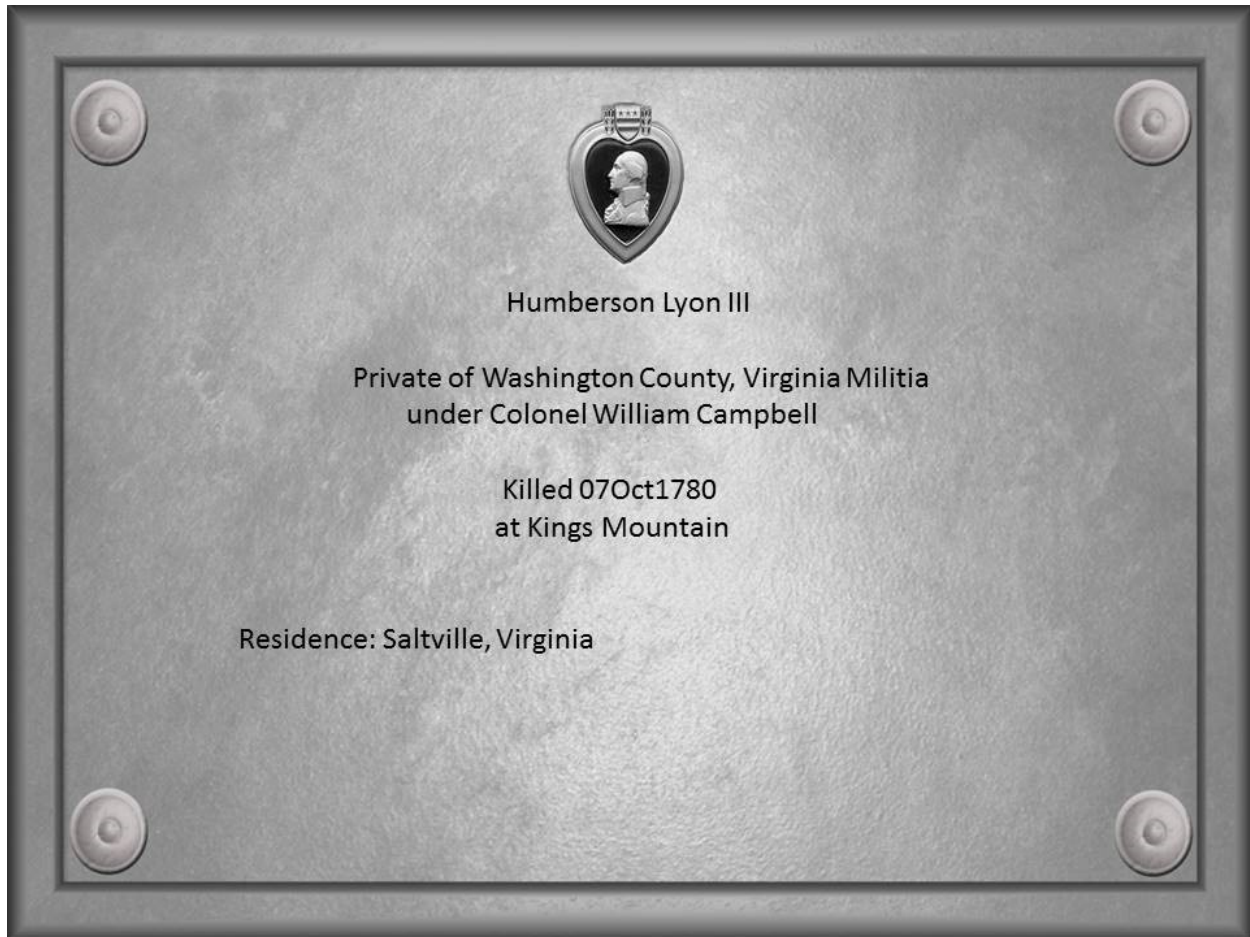 Humberson Lyon III
Private of Washington County, Virginia Militia
under Colonel William Campbell
Killed 07Oct1780
at Kings Mountain
Residence: Saltville, Virginia